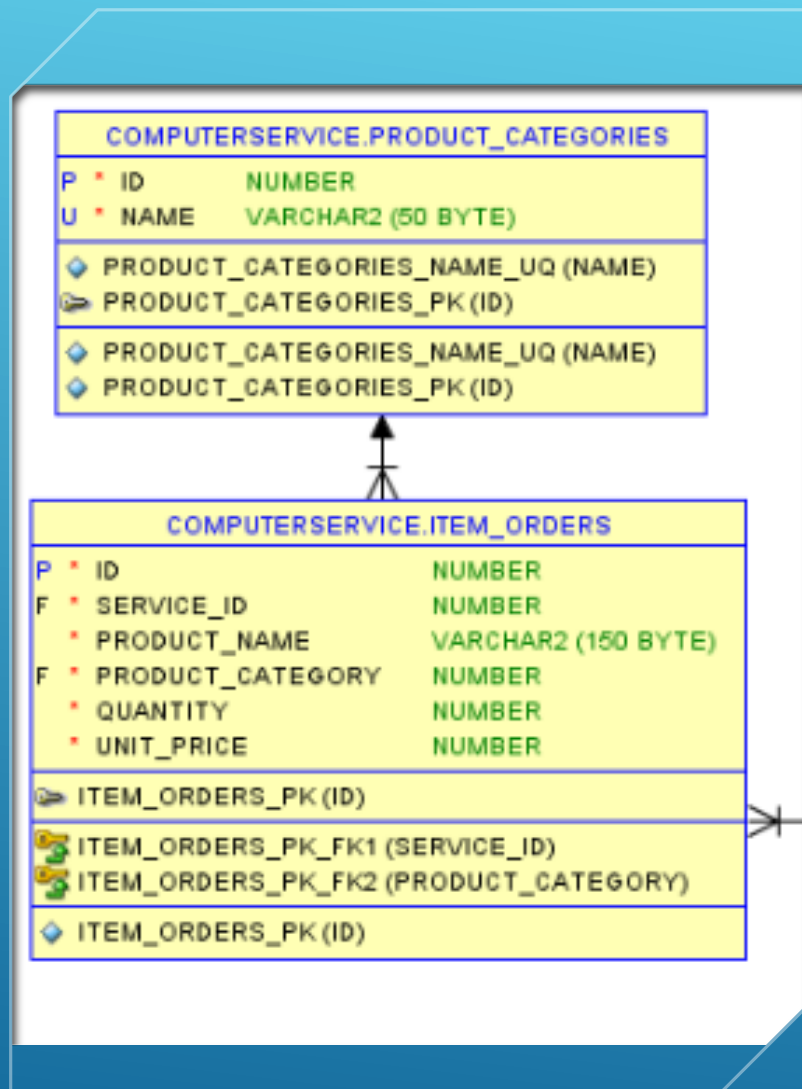 COMPUTERSERVICE.PRODUCT_CATEGORIES
P * ID NUMBER
U * NAME VARCHAR2 (50 BYTE)
PRODUCT_CATEGORIES_NAME_UQ (NAME)
PRODUCT_CATEGORIES_PK (ID)
PRODUCT_CATEGORIES_NAME_UQ (NAME)
PRODUCT_CATEGORIES_PK (ID)
COMPUTERSERVICE.ITEM_ORDERS
P * ID NUMBER
F * SERVICE_ID NUMBER
* PRODUCT_NAME VARCHAR2 (150 BYTE)
F * PRODUCT_CATEGORY NUMBER
* QUANTITY NUMBER
* UNIT_PRICE NUMBER
ITEM_ORDERS_PK (ID)
ITEM_ORDERS_PK_FK1 (SERVICE_ID)
ITEM_ORDERS_PK_FK2 (PRODUCT_CATEGORY)
ITEM_ORDERS_PK (ID)